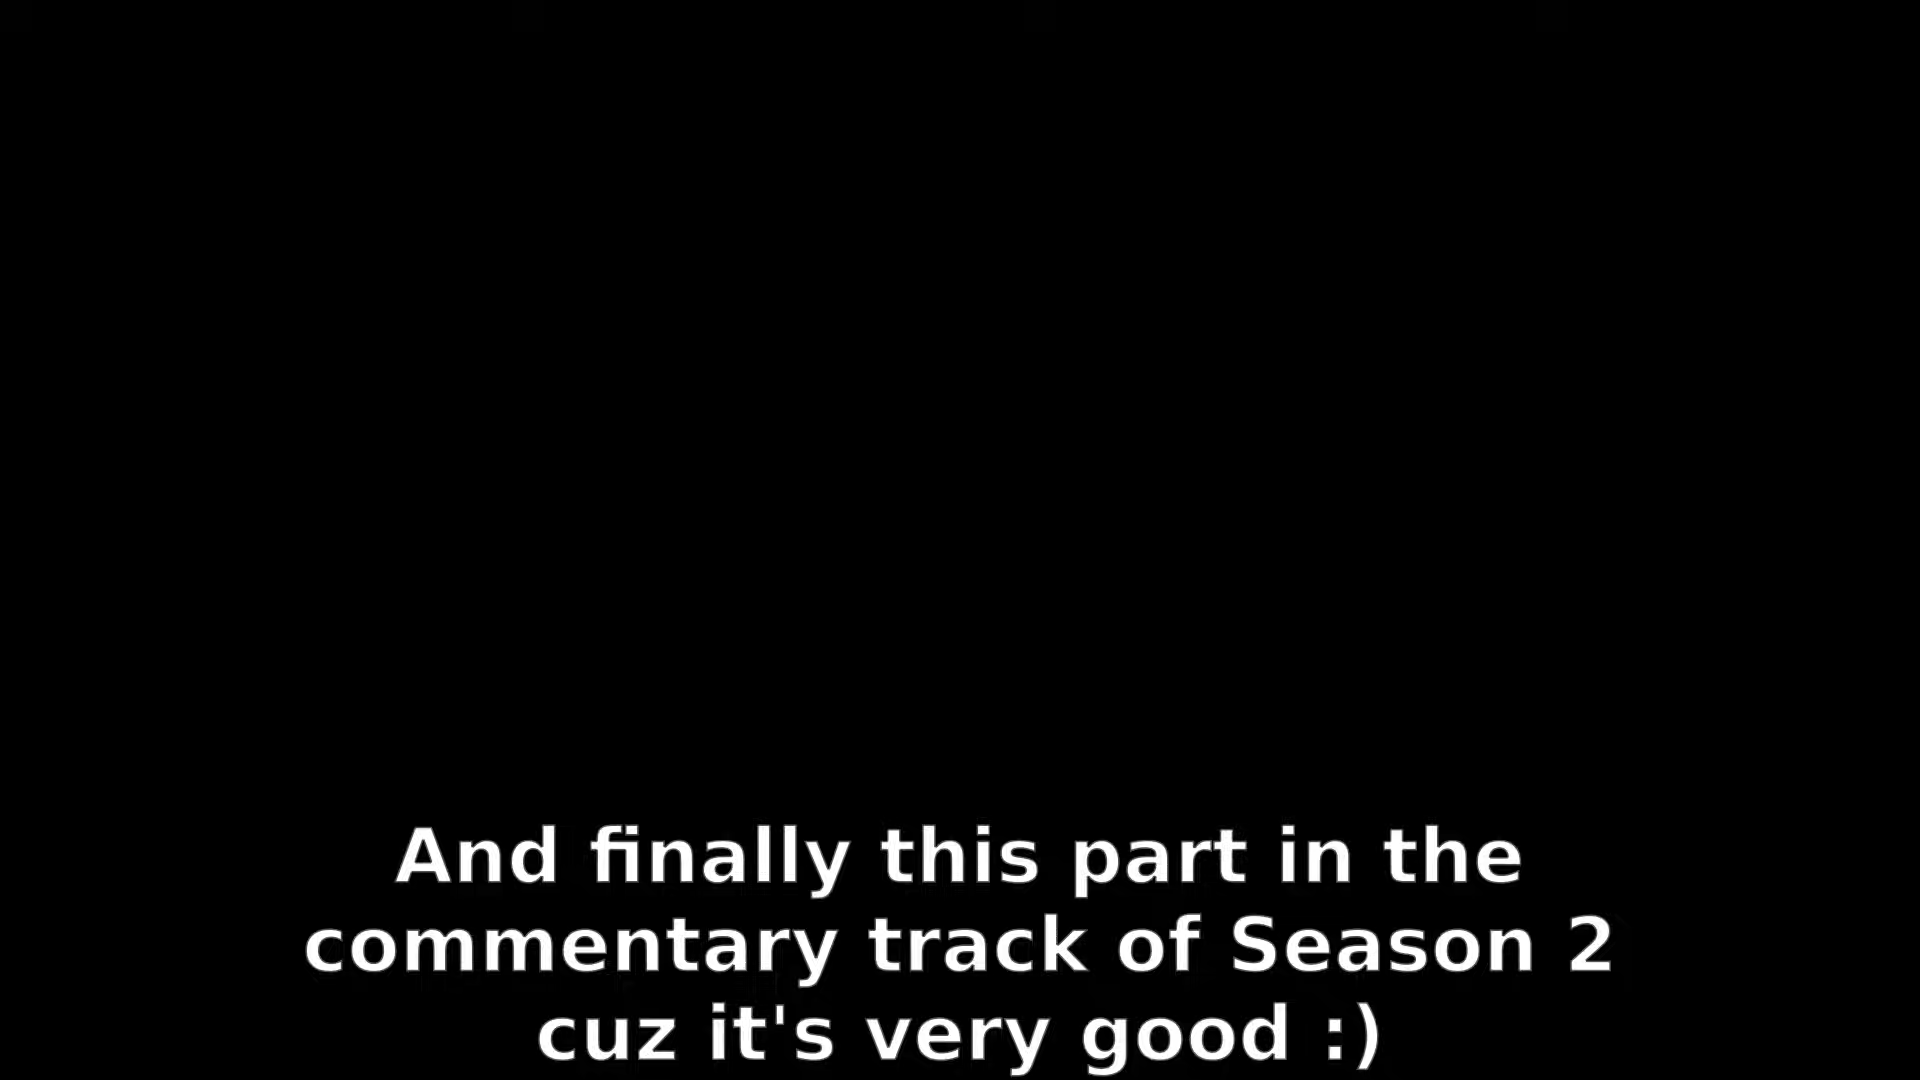 And finally this part in the
commentary track of Season 2
cuz it's very good :)